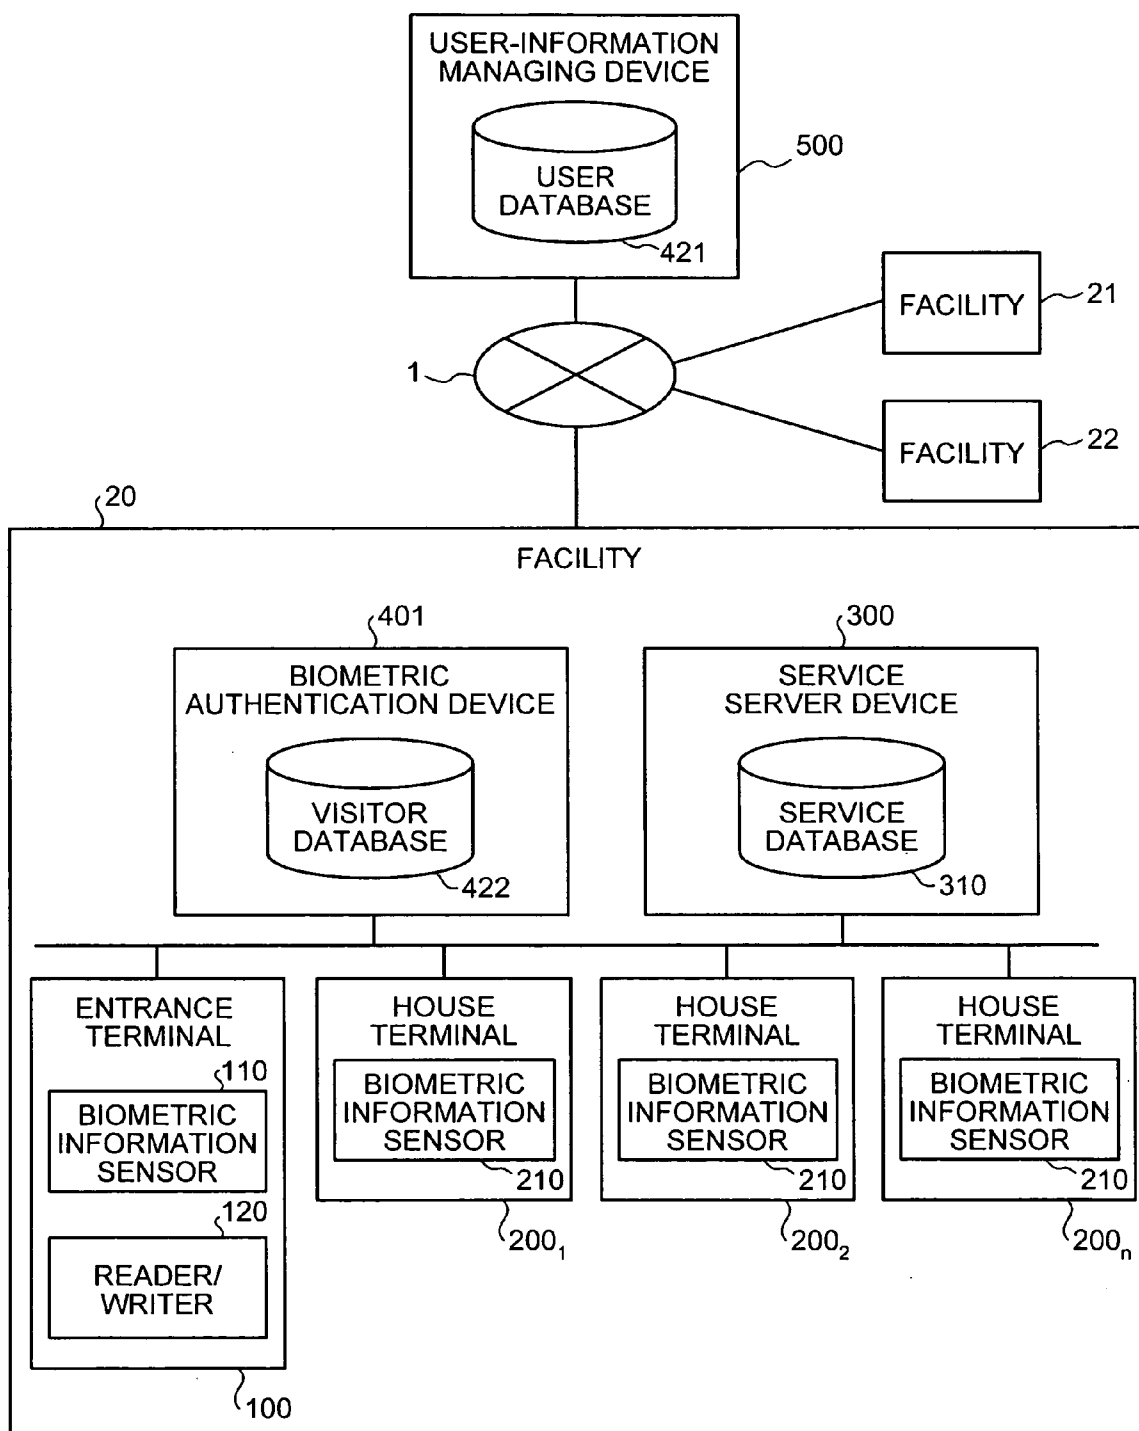 USER-INFORMATION
MANAGING DEVICE
USER
DATABASE
421
500
FACILITY
21
1
FACILITY
22
20
FACILITY
401
BIOMETRIC
AUTHENTICATION DEVICE
VISITOR
DATABASE
422
300
SERVICE
SERVER DEVICE
SERVICE
DATABASE
310
ENTRANCE
TERMINAL
110
BIOMETRIC
INFORMATION
SENSOR
120
READER/
WRITER
100
HOUSE
TERMINAL
BIOMETRIC
INFORMATION
SENSOR
210
200₁
HOUSE
TERMINAL
BIOMETRIC
INFORMATION
SENSOR
210
200₂
HOUSE
TERMINAL
BIOMETRIC
INFORMATION
SENSOR
210
200ₙ